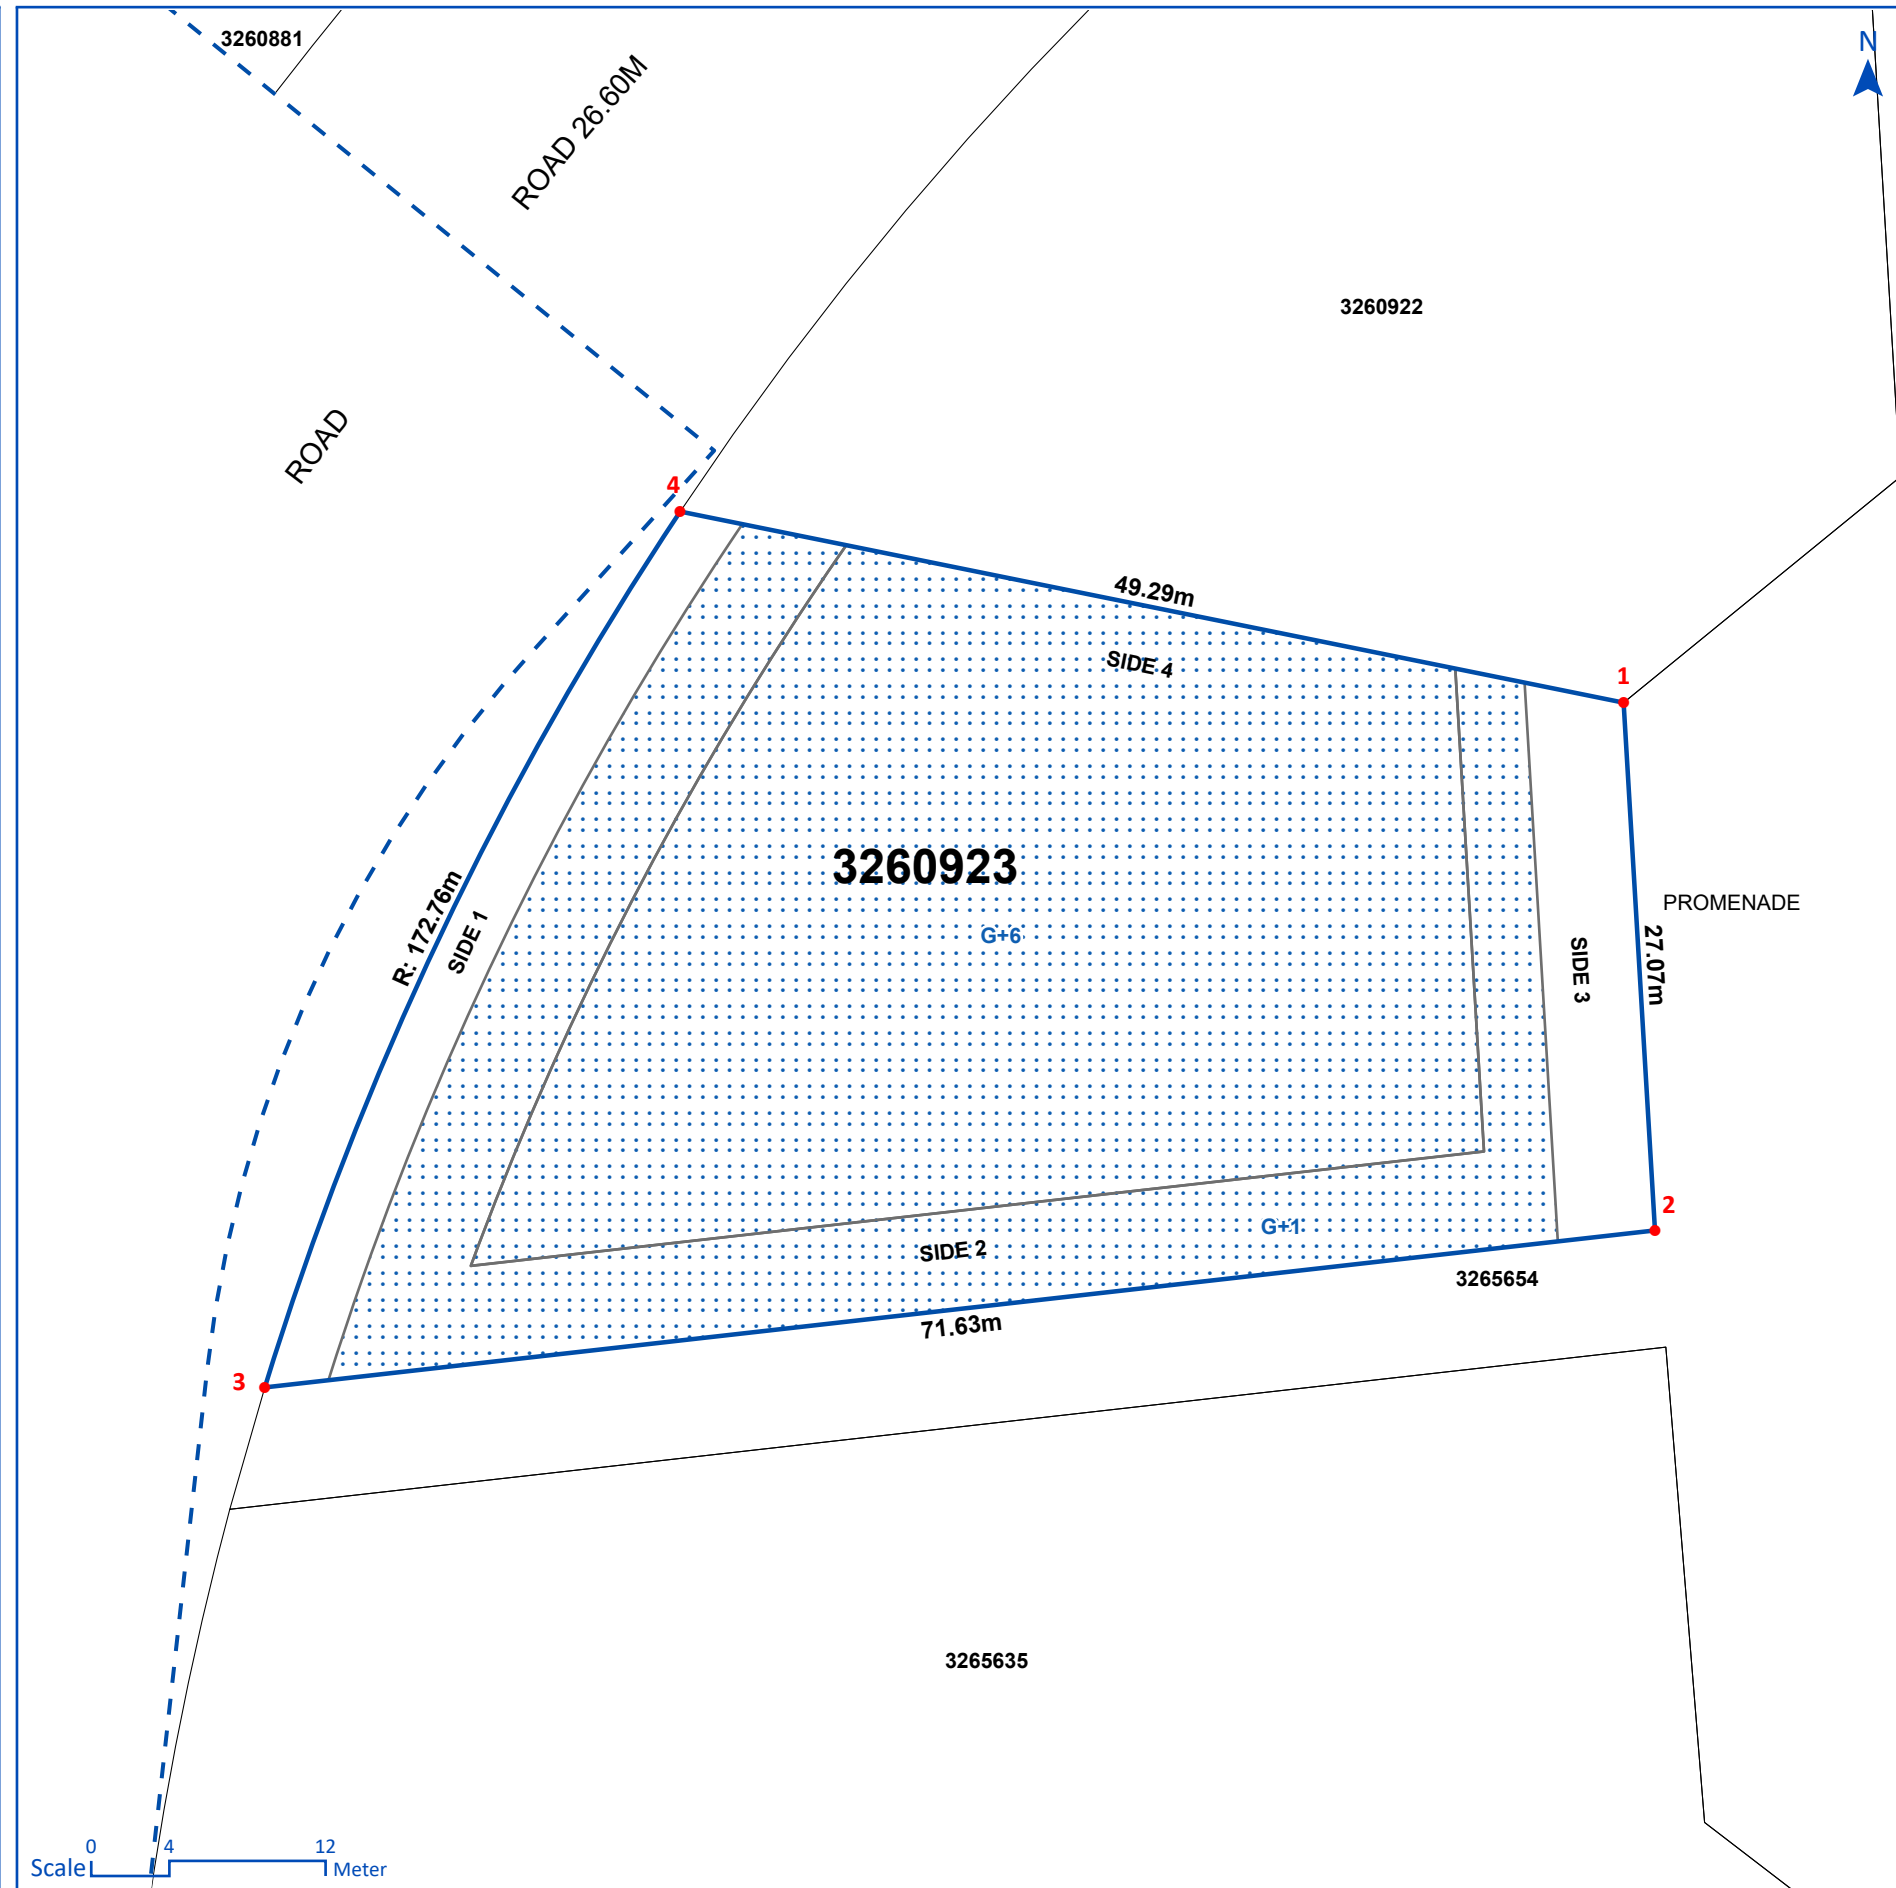 3260881
ROAD 26.60M
N
3260922
ROAD
4
49.29m
SIDE 4
1
3260923
G+6
R: 172.76m
SIDE 1
PROMENADE
SIDE 3
27.07m
2
G+1
SIDE 2
3265654
71.63m
3
3265635
0 4 12
Scale Meter